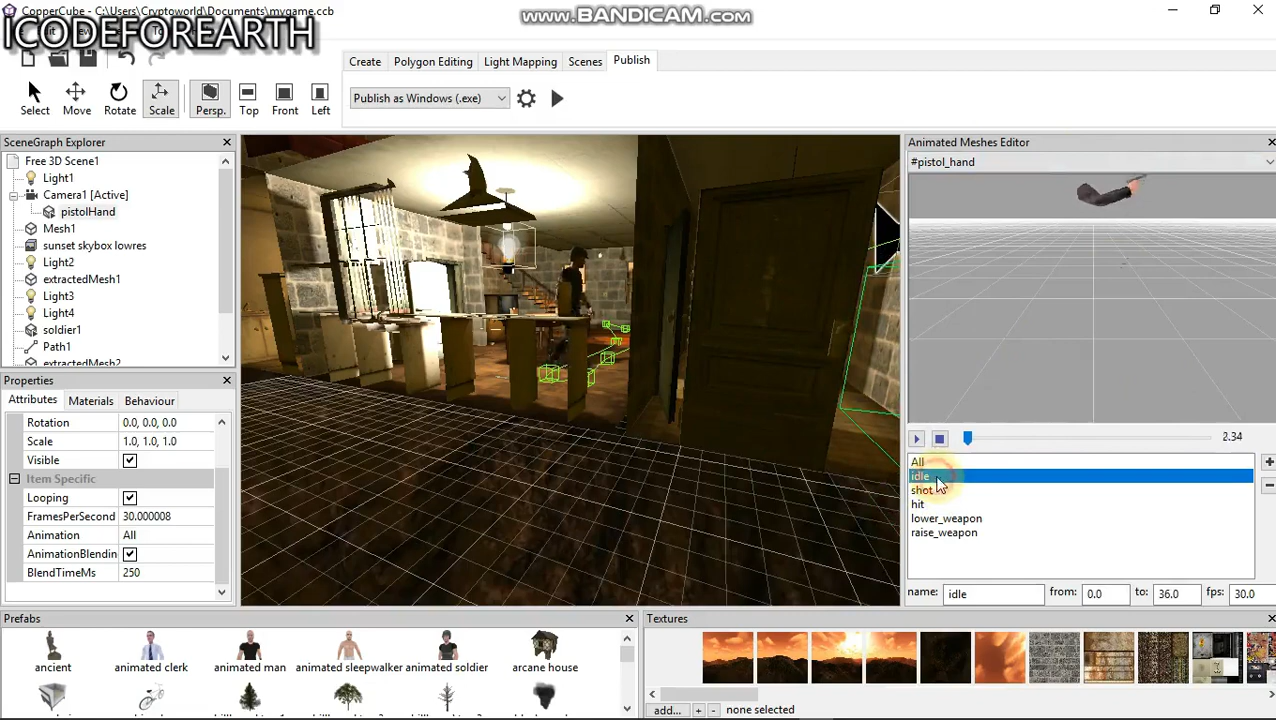 CopperCube - C:\Users\Cryptoworld\Documents\mygame.ccb
www.BANDICAM.com
ICODEFOREARTH
Create
Polygon Editing
Light Mapping
Scenes
Publish
Select
Move
Rotate
Scale
Persp.
Top
Front
Left
Publish as Windows (.exe)
SceneGraph Explorer
Free 3D Scene1
Light1
Camera1 [Active]
pistolHand
Mesh1
sunset skybox lowres
Light2
extractedMesh1
Light3
Light4
soldier1
Path1
extractedMesh2
Properties
Attributes
Materials
Behaviour
Rotation 0.0, 0.0, 0.0
Scale 1.0, 1.0, 1.0
Visible
Item Specific
Looping
FramesPerSecond 30.000008
Animation All
AnimationBlendin
BlendTimeMs 250
Animated Meshes Editor
#pistol_hand
2.34
All
idle
shot
hit
lower_weapon
raise_weapon
name: idle from: 0.0 to: 36.0 fps: 30.0
Prefabs
ancient
animated clerk
animated man
animated sleepwalker
animated soldier
arcane house
Textures
add...
+
-
none selected